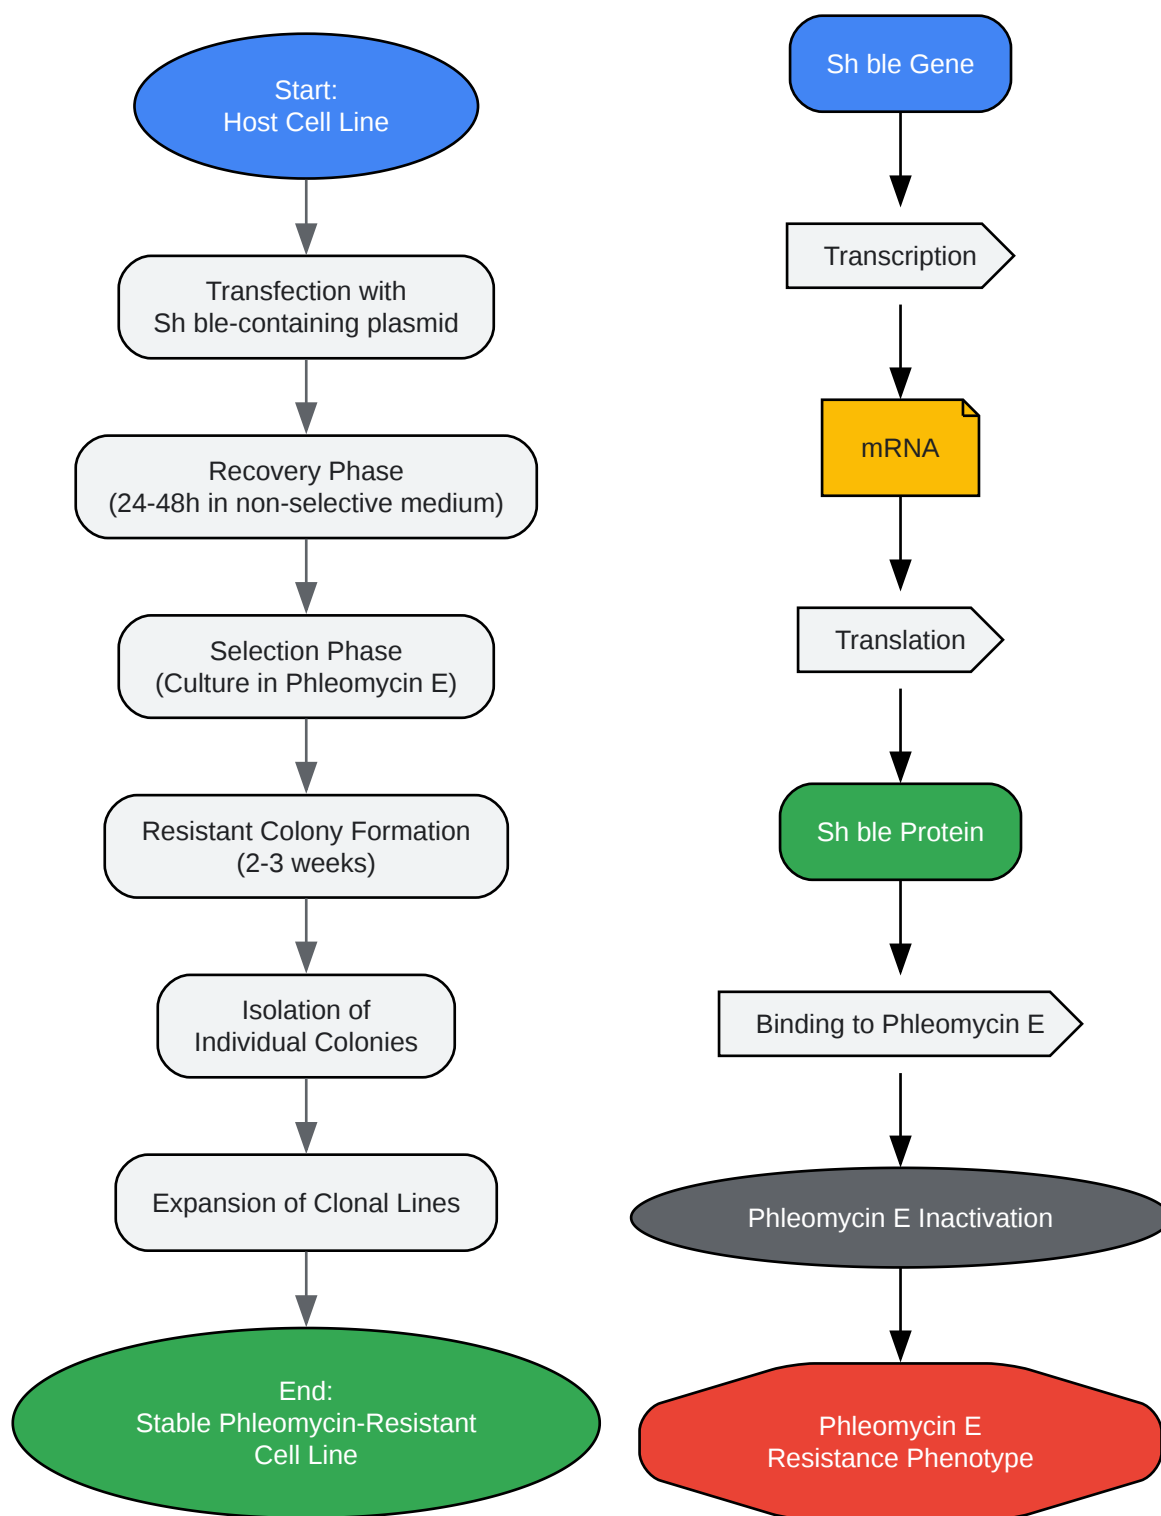 Start:
Host Cell Line
Transfection with
Sh ble-containing plasmid
Recovery Phase
(24-48h in non-selective medium)
Selection Phase
(Culture in Phleomycin E)
Resistant Colony Formation
(2-3 weeks)
Isolation of
Individual Colonies
Expansion of Clonal Lines
End:
Stable Phleomycin-Resistant
Cell Line
Sh ble Gene
Transcription
mRNA
Translation
Sh ble Protein
Binding to Phleomycin E
Phleomycin E Inactivation
Phleomycin E
Resistance Phenotype